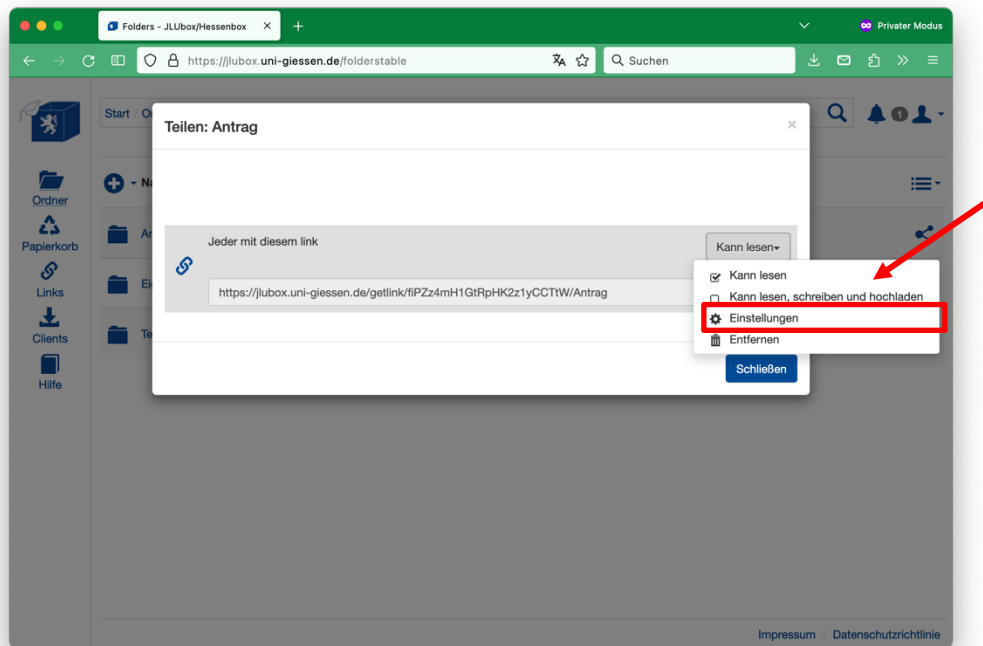 Folders - JLUbox/Hessenbox
Privater Modus
https://jlubox.uni-giessen.de/folderstable
Suchen
Start / O
1
Teilen: Antrag
Ordner
Papierkorb
Links
Clients
Hilfe
Jeder mit diesem link
Kann lesen
https://jlubox.uni-giessen.de/getlink/fiPZz4mH1GtRpHK2z1yCCTtW/Antrag
Kann lesen
Kann lesen, schreiben und hochladen
Einstellungen
Entfernen
Schließen
Impressum
Datenschutzrichtlinie